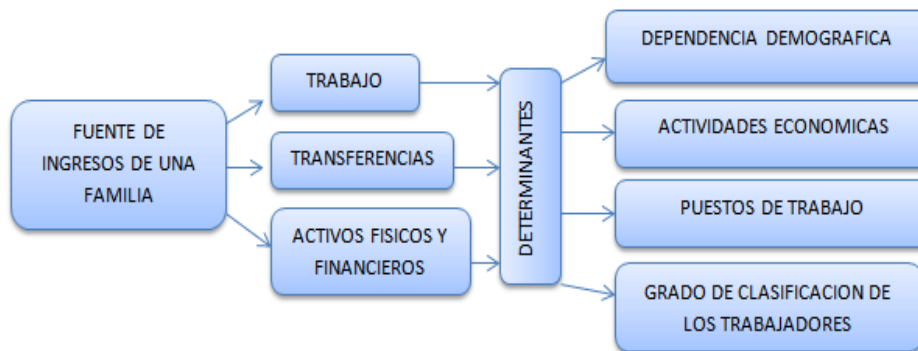 FUENTE DE
INGRESOS DE UNA
FAMILIA
TRABAJO
TRANSFERENCIAS
ACTIVOS FISICOS Y
FINANCIEROS
DETERMINANTES
DEPENDENCIA DEMOGRAFICA
ACTIVIDADES ECONOMICAS
PUESTOS DE TRABAJO
GRADO DE CLASIFICACION DE
LOS TRABAJADORES